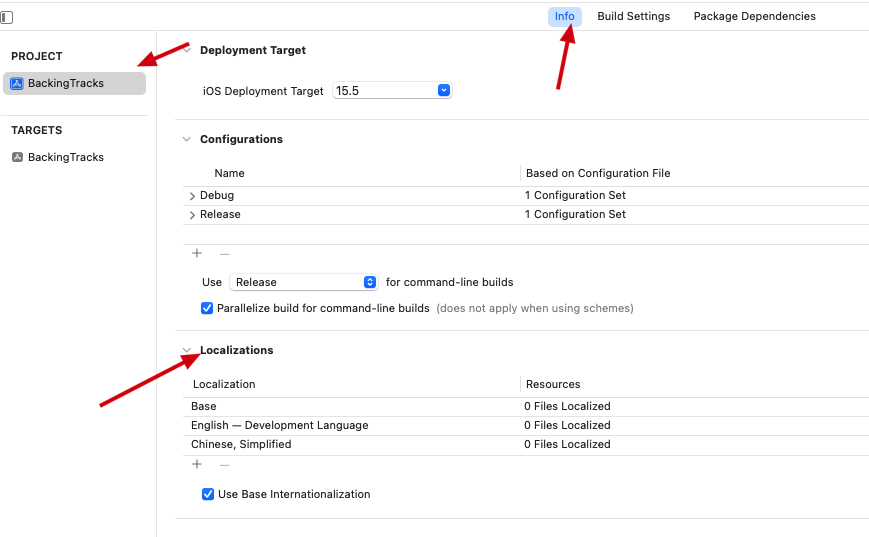 Info Build Settings Package Dependencies
PROJECT
BackingTracks
TARGETS
BackingTracks
Deployment Target
iOS Deployment Target 15.5
Configurations
Name Based on Configuration File
Debug 1 Configuration Set
Release 1 Configuration Set
Use Release for command-line builds
Parallelize build for command-line builds (does not apply when using schemes)
Localizations
Localization Resources
Base 0 Files Localized
English — Development Language 0 Files Localized
Chinese, Simplified 0 Files Localized
Use Base Internationalization